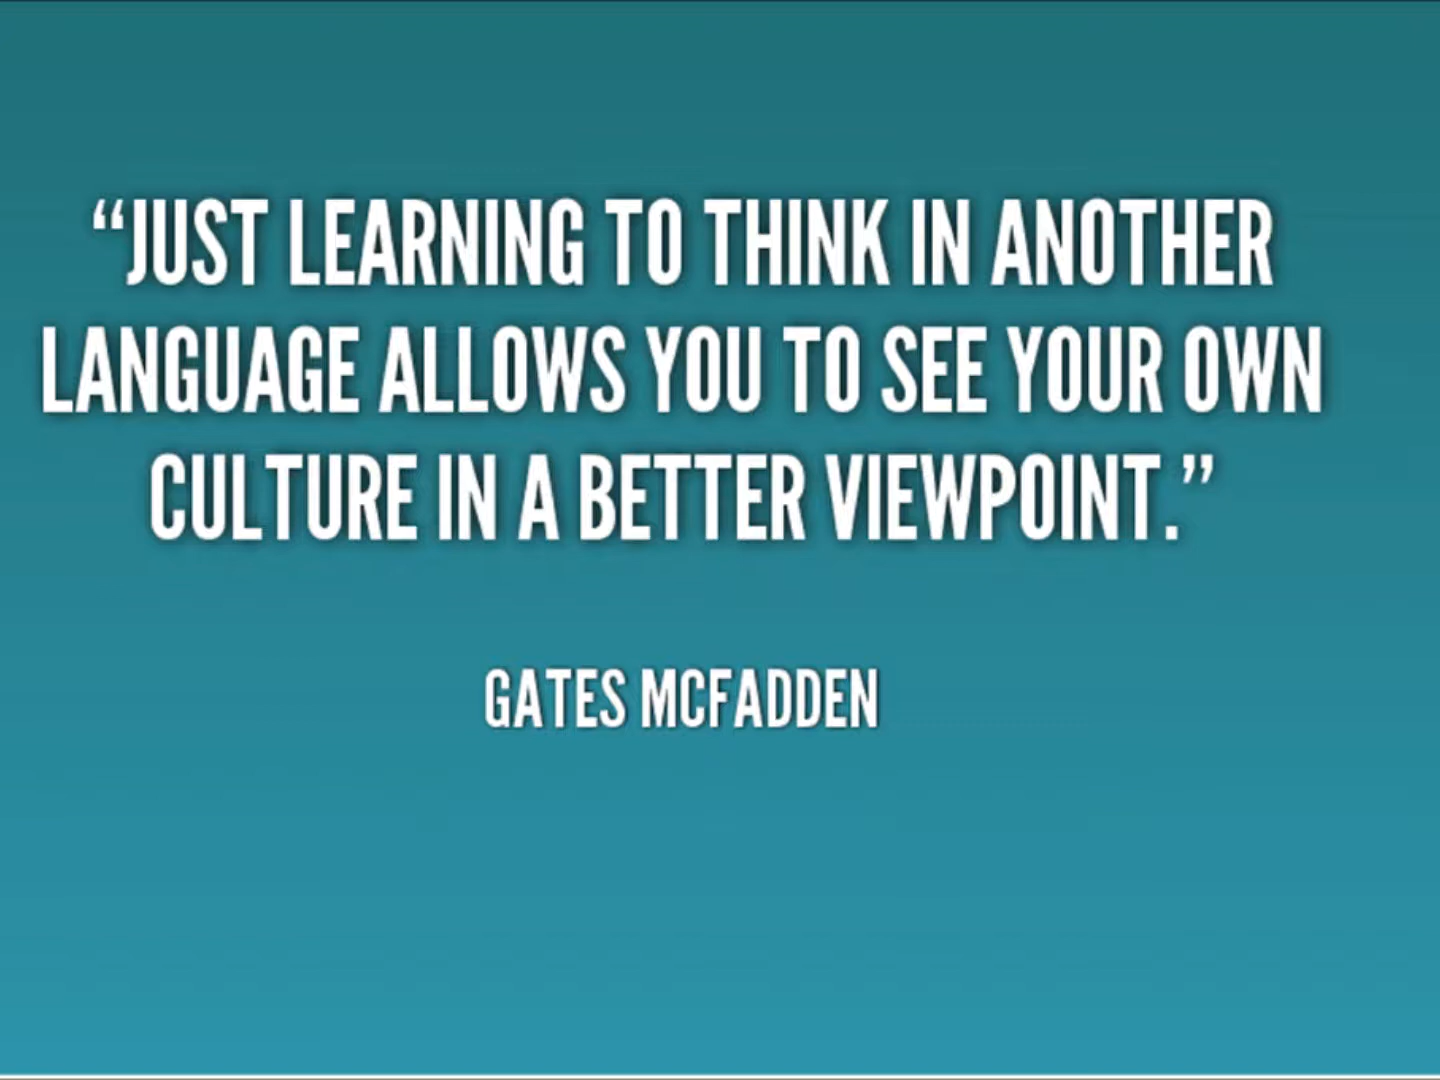 “JUST LEARNING TO THINK IN ANOTHER
LANGUAGE ALLOWS YOU TO SEE YOUR OWN
CULTURE IN A BETTER VIEWPOINT.”
GATES MCFADDEN